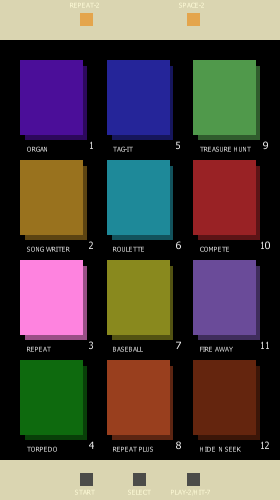 REPEAT-2 SPACE-2
1 5 9
ORGAN TAG-IT TREASURE HUNT
2 6 10
SONG WRITER ROULETTE COMPETE
3 7 11
REPEAT BASEBALL FIRE AWAY
4 8 12
TORPEDO REPEAT PLUS HIDE N SEEK
START SELECT PLAY-2/HIT-7